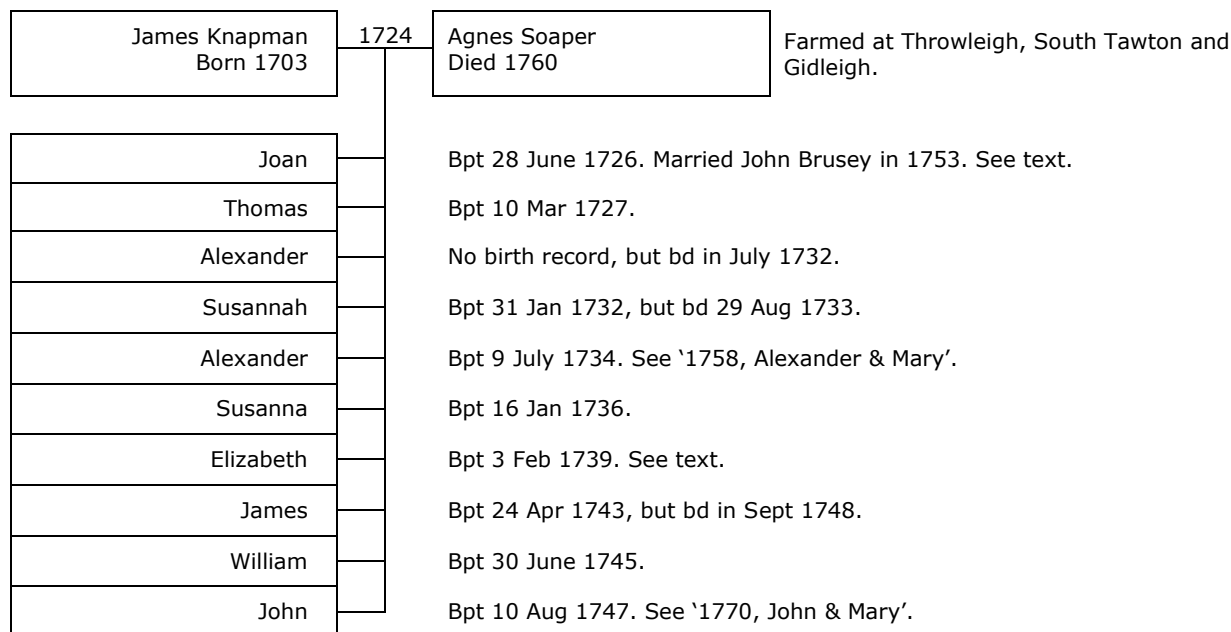 James Knapman
Born 1703
1724
Agnes Soaper
Died 1760
Farmed at Throwleigh, South Tawton and
Gidleigh.
Joan
Bpt 28 June 1726. Married John Brusey in 1753. See text.
Thomas
Bpt 10 Mar 1727.
Alexander
No birth record, but bd in July 1732.
Susannah
Bpt 31 Jan 1732, but bd 29 Aug 1733.
Alexander
Bpt 9 July 1734. See ‘1758, Alexander & Mary’.
Susanna
Bpt 16 Jan 1736.
Elizabeth
Bpt 3 Feb 1739. See text.
James
Bpt 24 Apr 1743, but bd in Sept 1748.
William
Bpt 30 June 1745.
John
Bpt 10 Aug 1747. See ‘1770, John & Mary’.